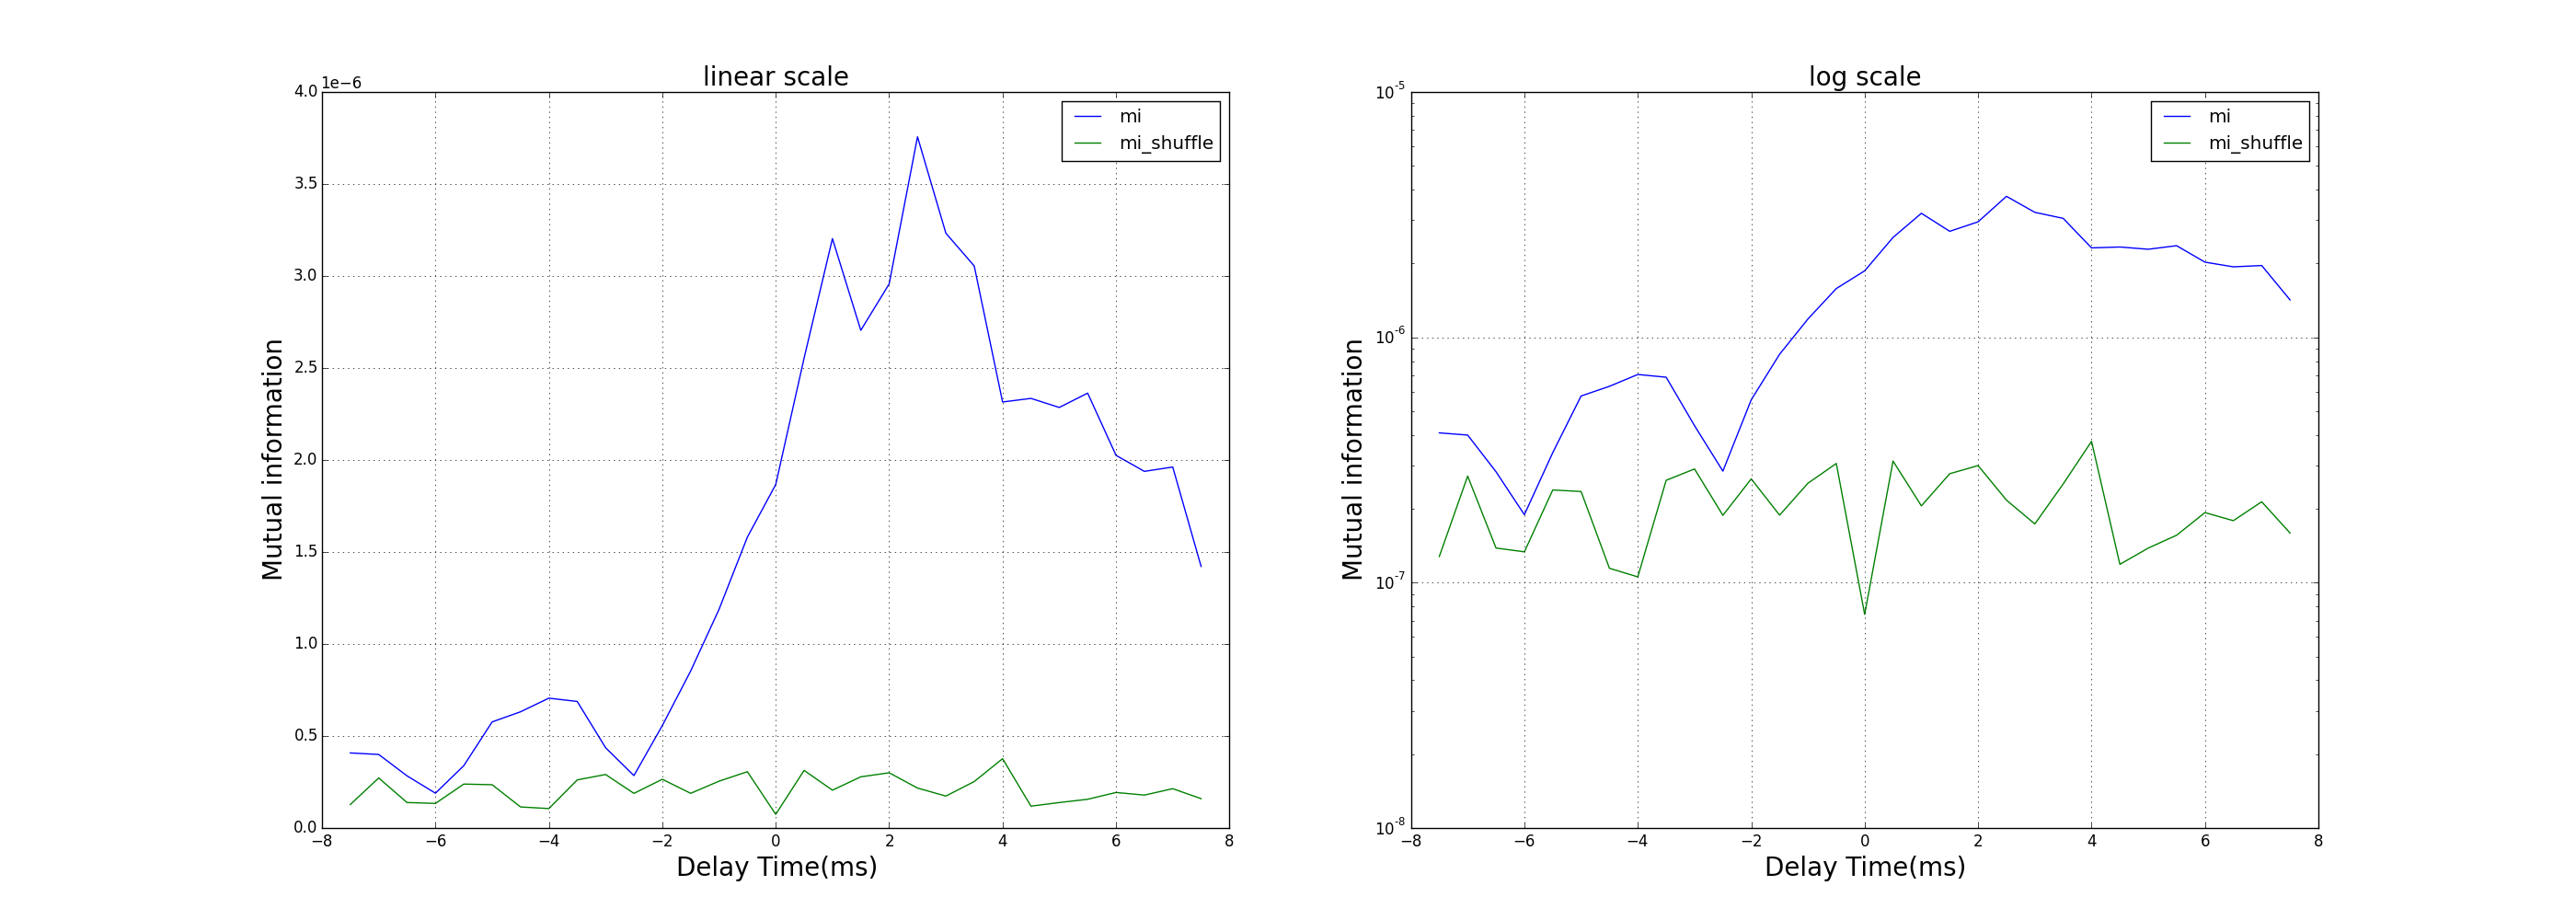 linear scale
1e−6
4.0
3.5
3.0
2.5
2.0
1.5
1.0
0.5
0.0
Mutual information
mi
mi_shuffle
−8 −6 −4 −2 0 2 4 6 8
Delay Time(ms)
log scale
10-5
10-6
10-7
10-8
Mutual information
mi
mi_shuffle
−8 −6 −4 −2 0 2 4 6 8
Delay Time(ms)